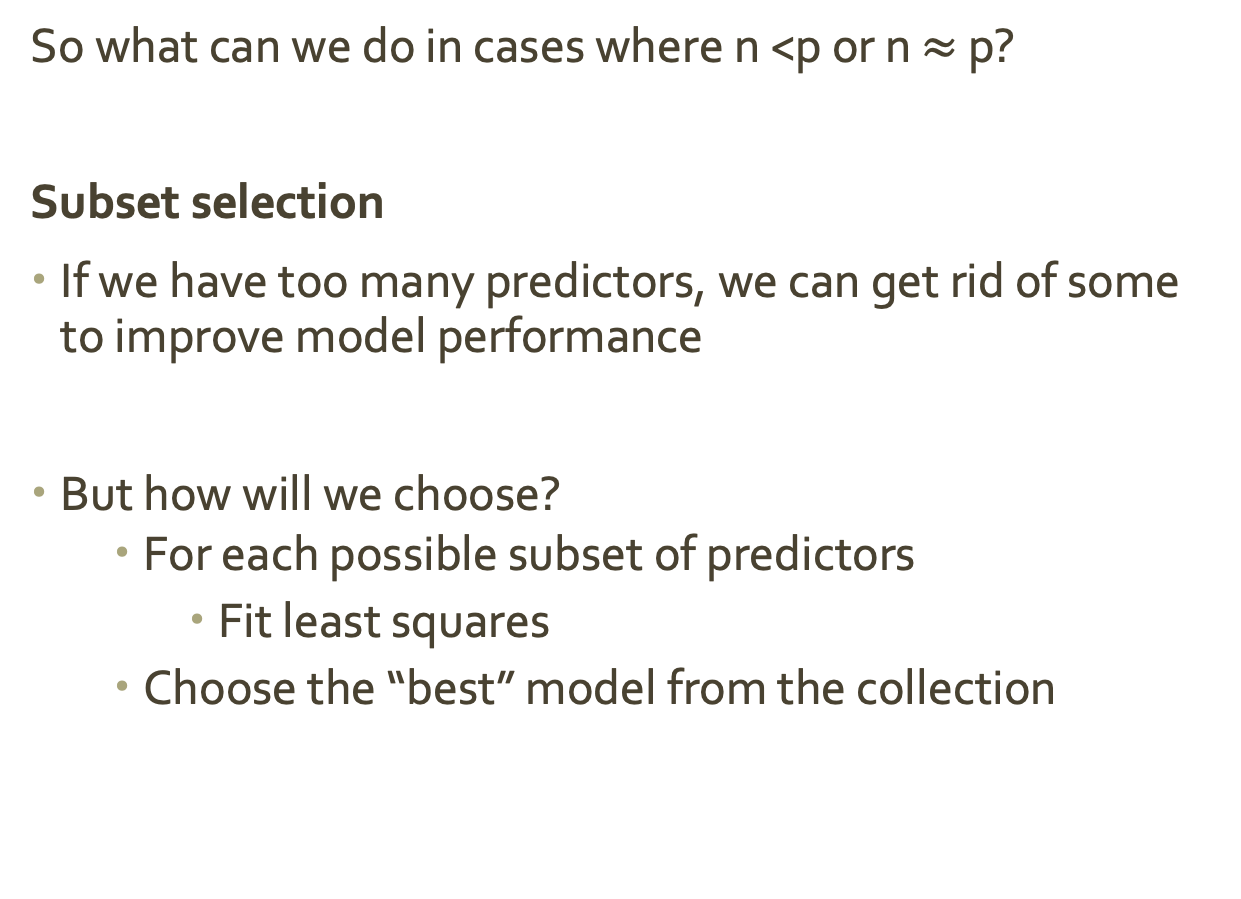 So what can we do in cases where n <p or n ≈ p?
Subset selection
• If we have too many predictors, we can get rid of some
to improve model performance
• But how will we choose?
• For each possible subset of predictors
• Fit least squares
• Choose the “best” model from the collection